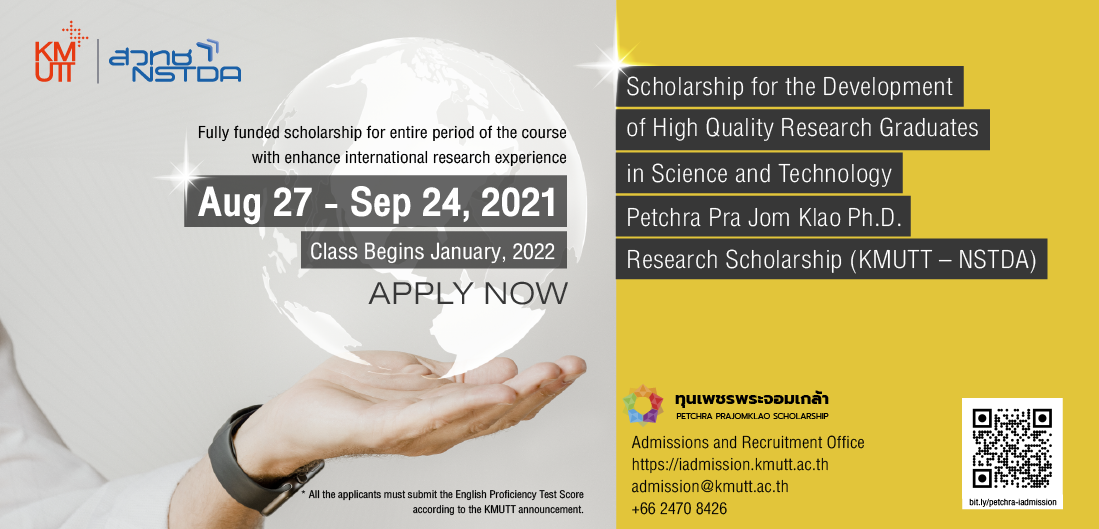 KM
UTT
สวทช
NSTDA
Fully funded scholarship for entire period of the course
with enhance international research experience
Aug 27 - Sep 24, 2021
Class Begins January, 2022
APPLY NOW
* All the applicants must submit the English Proficiency Test Score
according to the KMUTT announcement.
Scholarship for the Development
of High Quality Research Graduates
in Science and Technology
Petchra Pra Jom Klao Ph.D.
Research Scholarship (KMUTT – NSTDA)
ทุนเพชรพระจอมเกล้า
PETCHRA PRAJOMKLAO SCHOLARSHIP
Admissions and Recruitment Office
https://iadmission.kmutt.ac.th
admission@kmutt.ac.th
+66 2470 8426
bit.ly/petchra-iadmission